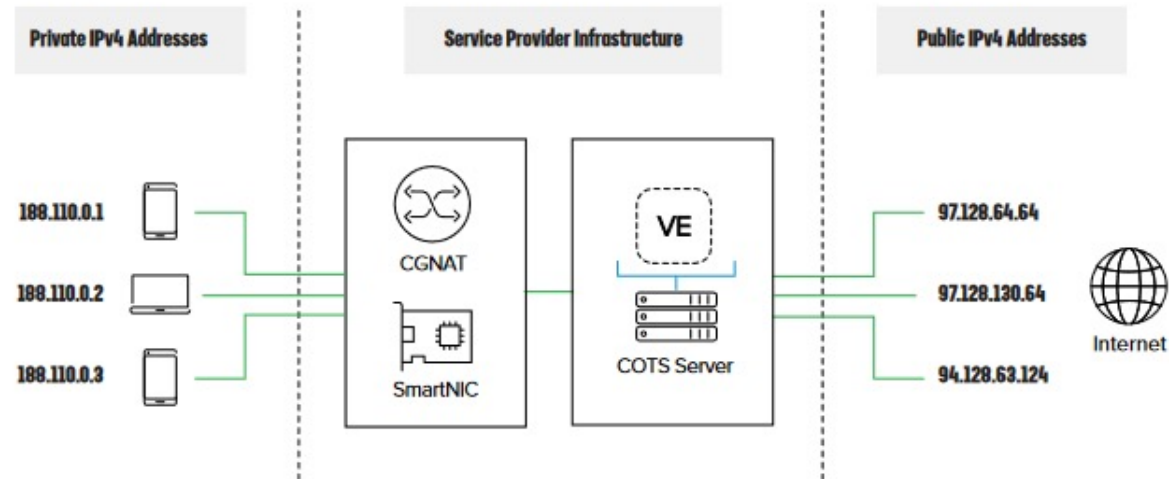 Private IPv4 Addresses
Service Provider Infrastructure
Public IPv4 Addresses
188.110.0.1
188.110.0.2
188.110.0.3
CGNAT
SmartNIC
VE
COTS Server
97.128.64.64
97.128.130.64
94.128.63.124
Internet